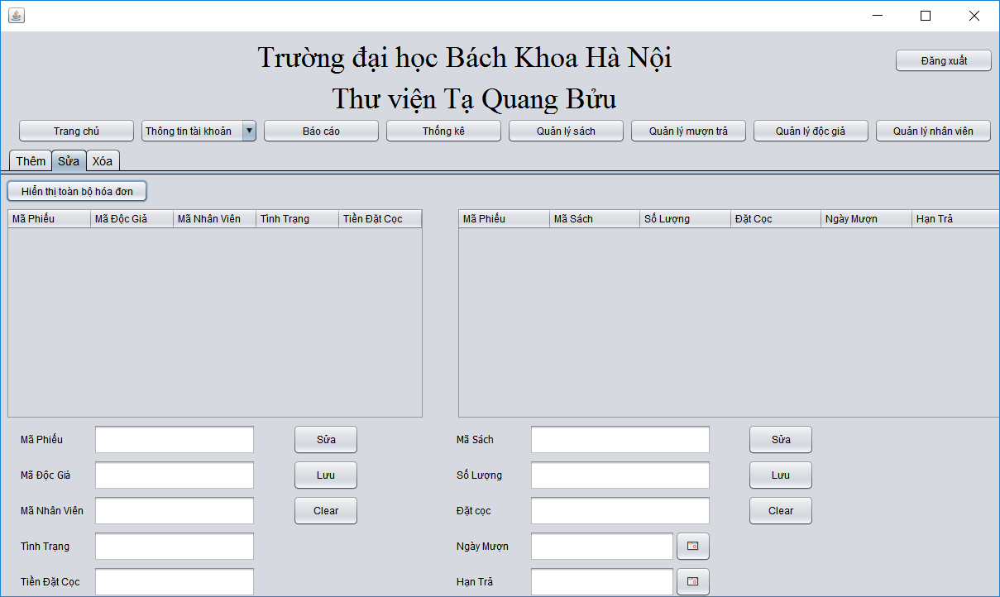 Trường đại học Bách Khoa Hà Nội
Đăng xuất
Thư viện Tạ Quang Bửu
Trang chủ Thông tin tài khoản Báo cáo Thống kê Quản lý sách Quản lý mượn trả Quản lý độc giả Quản lý nhân viên
Thêm Sửa Xóa
Hiển thị toàn bộ hóa đơn
Mã Phiếu Mã Độc Giả Mã Nhân Viên Tình Trạng Tiền Đặt Cọc
Mã Phiếu Mã Sách Số Lượng Đặt Cọc Ngày Mượn Hạn Trả
Mã Phiếu Sửa Mã Sách Sửa
Mã Độc Giả Lưu Số Lượng Lưu
Mã Nhân Viên Clear Đặt cọc Clear
Tình Trạng Ngày Mượn
Tiền Đặt Cọc Hạn Trả